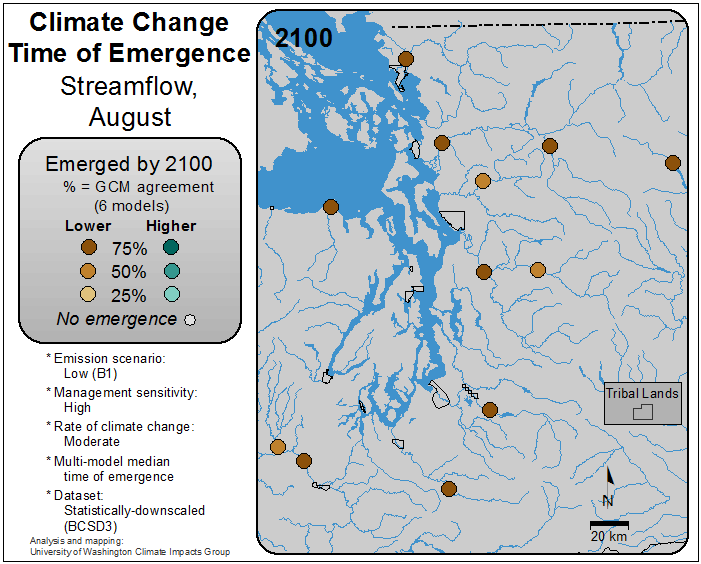 Climate Change
Time of Emergence
Streamflow,
August
Emerged by 2100
% = GCM agreement
(6 models)
Lower Higher
75%
50%
25%
No emergence
* Emission scenario:
Low (B1)
* Management sensitivity:
High
* Rate of climate change:
Moderate
* Multi-model median
time of emergence
* Dataset:
Statistically-downscaled
(BCSD3)
Analysis and mapping:
University of Washington Climate Impacts Group
2100
Tribal Lands
N
20 km